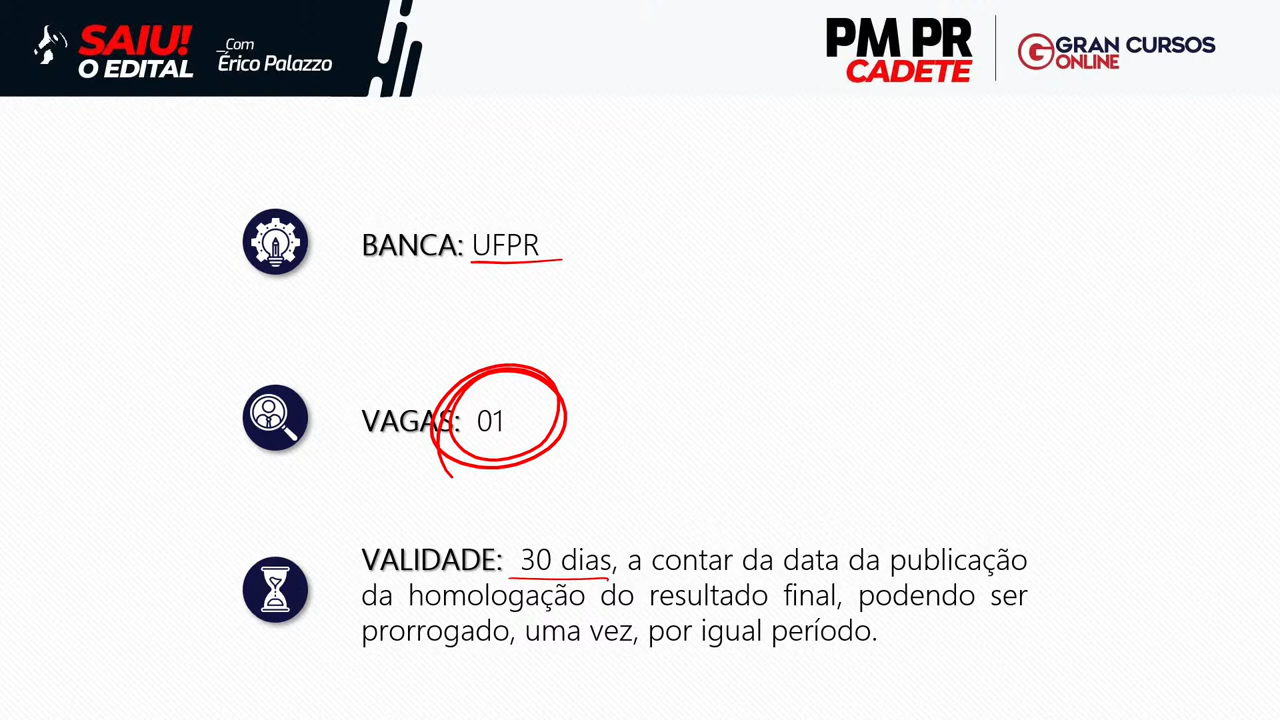 SAIU!
O EDITAL
_Com
Érico Palazzo
PM PR
CADETE
GRAN CURSOS
ONLINE
BANCA: UFPR
VAGAS: 01
VALIDADE: 30 dias, a contar da data da publicação
da homologação do resultado final, podendo ser
prorrogado, uma vez, por igual período.